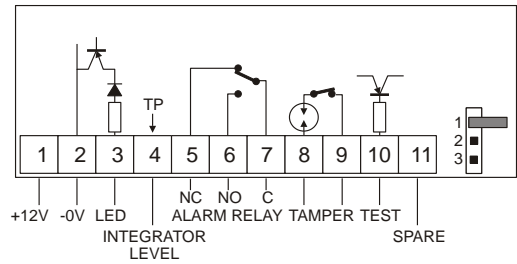 TP
1 2 3 4 5 6 7 8 9 10 11
1
2
3
NC NO C
+12V -0V LED ALARM RELAY TAMPER TEST
INTEGRATOR SPARE
LEVEL